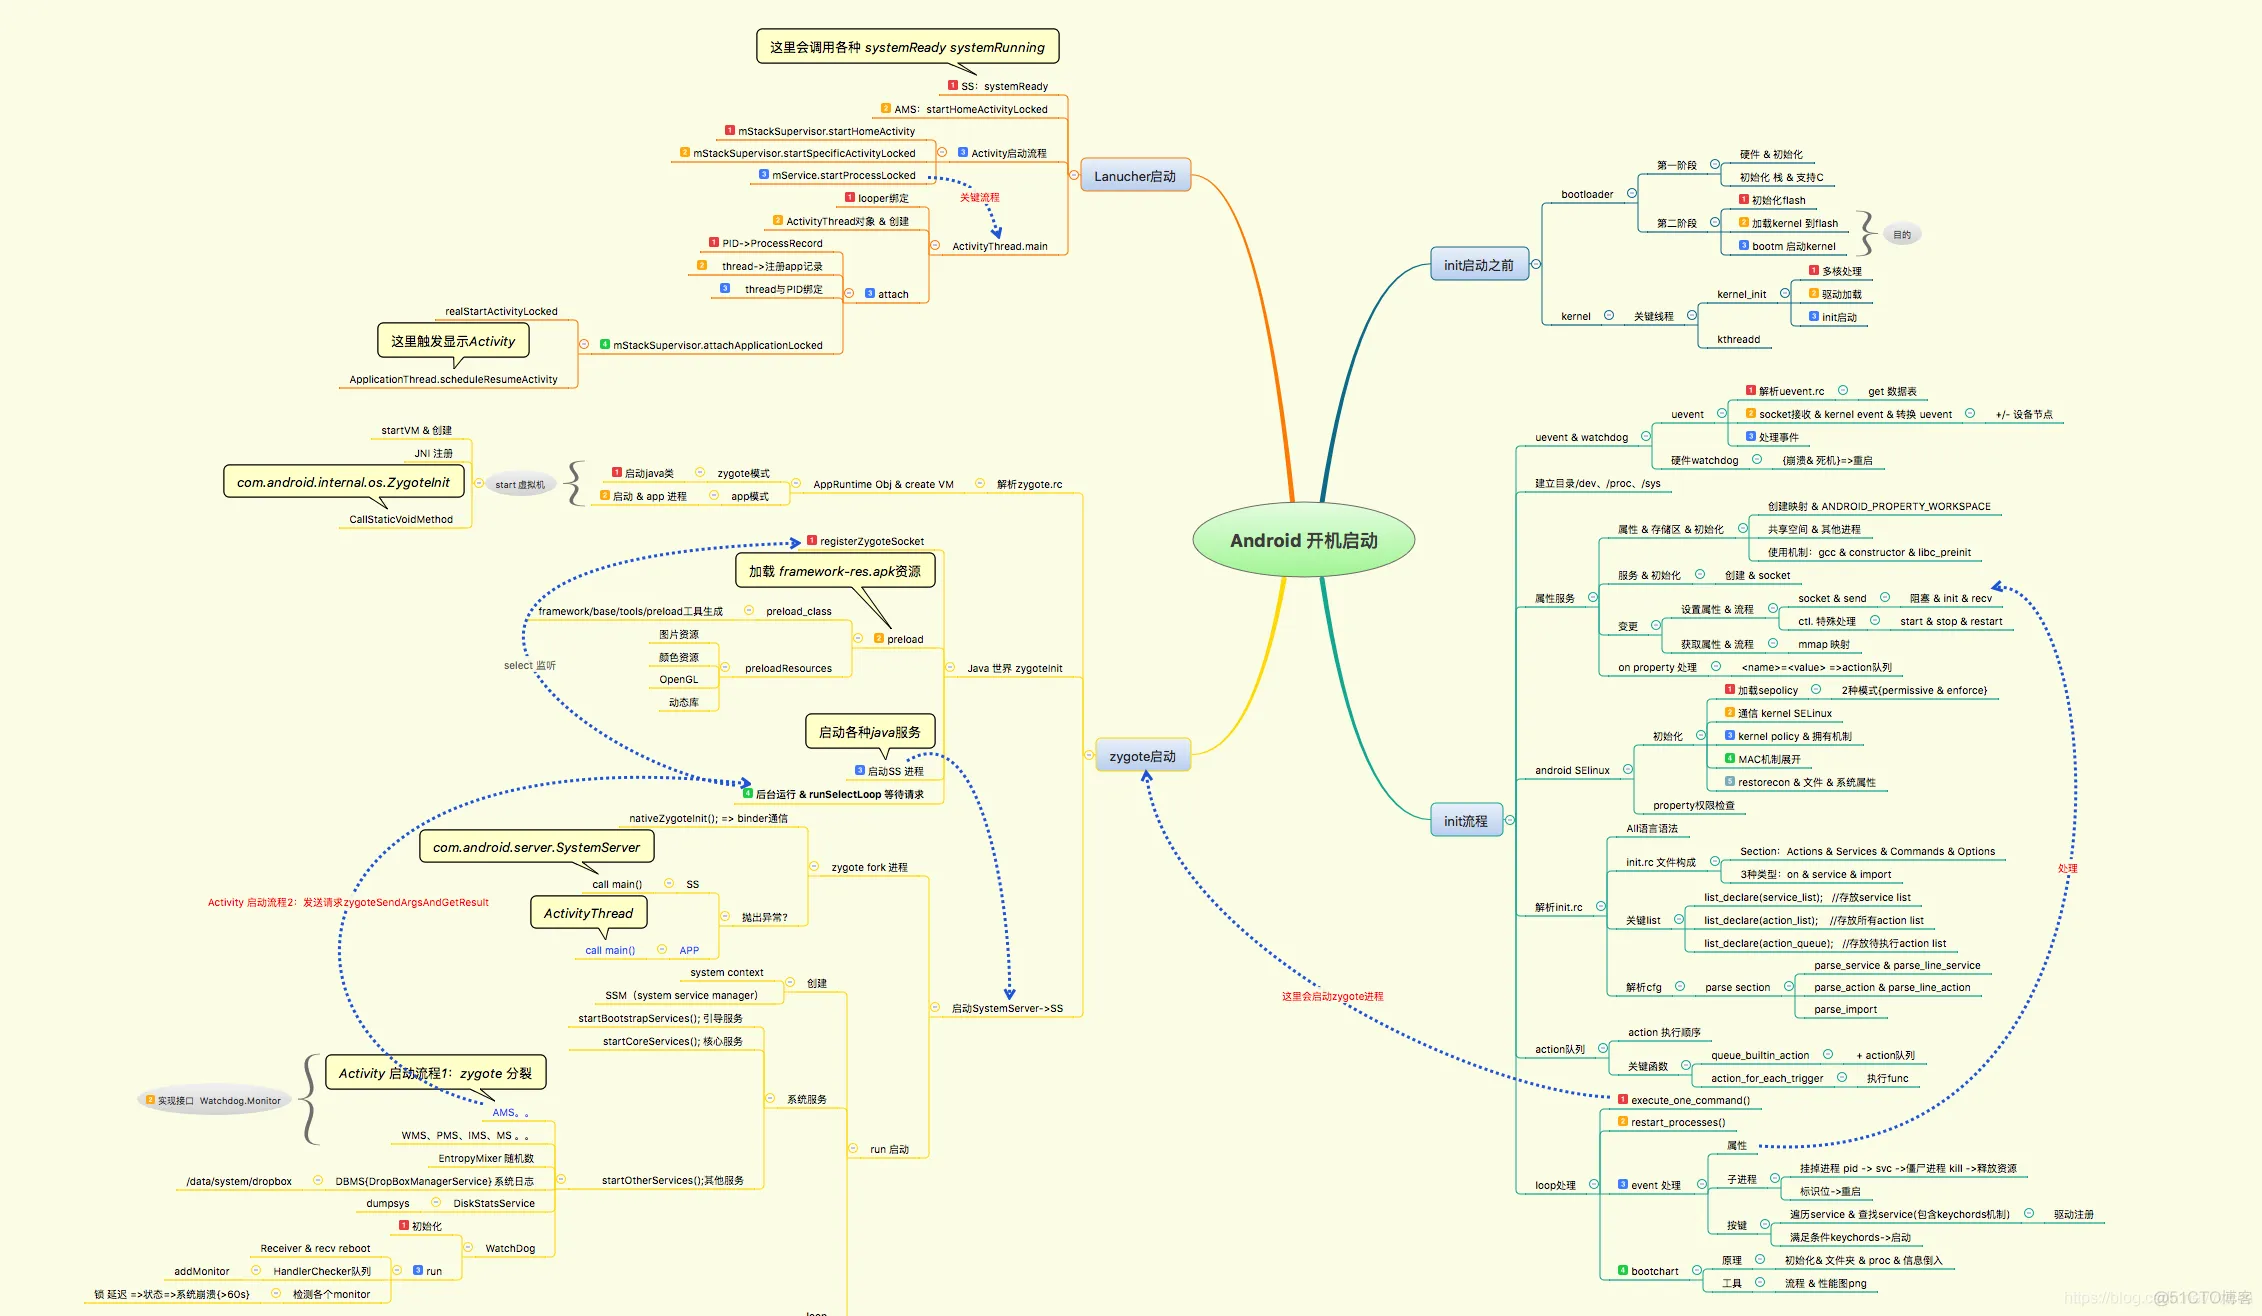 这里会调用各种 systemReady systemRunning
1 SS：systemReady
2 AMS：startHomeActivityLocked
1 mStackSupervisor.startHomeActivity
2 mStackSupervisor.startSpecificActivityLocked
3 Activity启动流程
3 mService.startProcessLocked
关键流程
Lanucher启动
1 looper绑定
2 ActivityThread对象 & 创建
ActivityThread.main
1 PID->ProcessRecord
2 thread->注册app记录
3 thread与PID绑定
3 attach
realStartActivityLocked
这里触发显示Activity
4 mStackSupervisor.attachApplicationLocked
ApplicationThread.scheduleResumeActivity
startVM & 创建
JNI 注册
com.android.internal.os.ZygoteInit
CallStaticVoidMethod
start 虚拟机
1 启动java类
zygote模式
2 启动 & app 进程
app模式
AppRuntime Obj & create VM
解析zygote.rc
1 registerZygoteSocket
加载 framework-res.apk资源
framework/base/tools/preload工具生成
preload_class
2 preload
图片资源
颜色资源
OpenGL
动态库
preloadResources
select 监听
Java 世界 zygoteInit
启动各种java服务
3 启动SS 进程
4 后台运行 & runSelectLoop 等待请求
zygote启动
nativeZygoteInit(); => binder通信
com.android.server.SystemServer
zygote fork 进程
call main()
SS
ActivityThread
抛出异常？
call main()
APP
Activity 启动流程2：发送请求zygoteSendArgsAndGetResult
system context
创建
SSM（system service manager）
启动SystemServer->SS
startBootstrapServices(); 引导服务
startCoreServices(); 核心服务
Activity 启动流程1：zygote 分裂
2 实现接口 Watchdog.Monitor
系统服务
AMS。。
WMS、PMS、IMS、MS 。。
run 启动
EntropyMixer 随机数
/data/system/dropbox
DBMS{DropBoxManagerService} 系统日志
startOtherServices();其他服务
dumpsys
DiskStatsService
1 初始化
Receiver & recv reboot
WatchDog
addMonitor
HandlerChecker队列
3 run
锁 延迟 =>状态=>系统崩溃{>60s}
检测各个monitor
loop
Android 开机启动
init启动之前
bootloader
第一阶段
硬件 & 初始化
初始化 栈 & 支持C
第二阶段
1 初始化flash
2 加载kernel 到flash
3 bootm 启动kernel
目的
kernel
关键线程
kernel_init
1 多核处理
2 驱动加载
3 init启动
kthreadd
init流程
uevent & watchdog
uevent
1 解析uevent.rc
get 数据表
2 socket接收 & kernel event & 转换 uevent
+/- 设备节点
3 处理事件
硬件watchdog
{崩溃& 死机}=>重启
建立目录/dev、/proc、/sys
属性服务
属性 & 存储区 & 初始化
创建映射 & ANDROID_PROPERTY_WORKSPACE
共享空间 & 其他进程
使用机制：gcc & constructor & libc_preinit
服务 & 初始化
创建 & socket
变更
设置属性 & 流程
socket & send
阻塞 & init & recv
ctl. 特殊处理
start & stop & restart
获取属性 & 流程
mmap 映射
on property 处理
<name>=<value> =>action队列
android SElinux
初始化
1 加载sepolicy
2种模式{permissive & enforce}
2 通信 kernel SELinux
3 kernel policy & 拥有机制
4 MAC机制展开
5 restorecon & 文件 & 系统属性
property权限检查
解析init.rc
init.rc 文件构成
AIl语言语法
Section：Actions & Services & Commands & Options
3种类型：on & service & import
关键list
list_declare(service_list); //存放service list
list_declare(action_list); //存放所有action list
list_declare(action_queue); //存放待执行action list
解析cfg
parse section
parse_service & parse_line_service
parse_action & parse_line_action
parse_import
处理
这里会启动zygote进程
action队列
action 执行顺序
关键函数
queue_builtin_action
+ action队列
action_for_each_trigger
执行func
loop处理
1 execute_one_command()
2 restart_processes()
3 event 处理
属性
子进程
挂掉进程 pid -> svc ->僵尸进程 kill ->释放资源
标识位->重启
按键
遍历service & 查找service(包含keychords机制)
驱动注册
满足条件keychords->启动
4 bootchart
原理
初始化& 文件夹 & proc & 信息倒入
工具
流程 & 性能图png
@51CTO博客